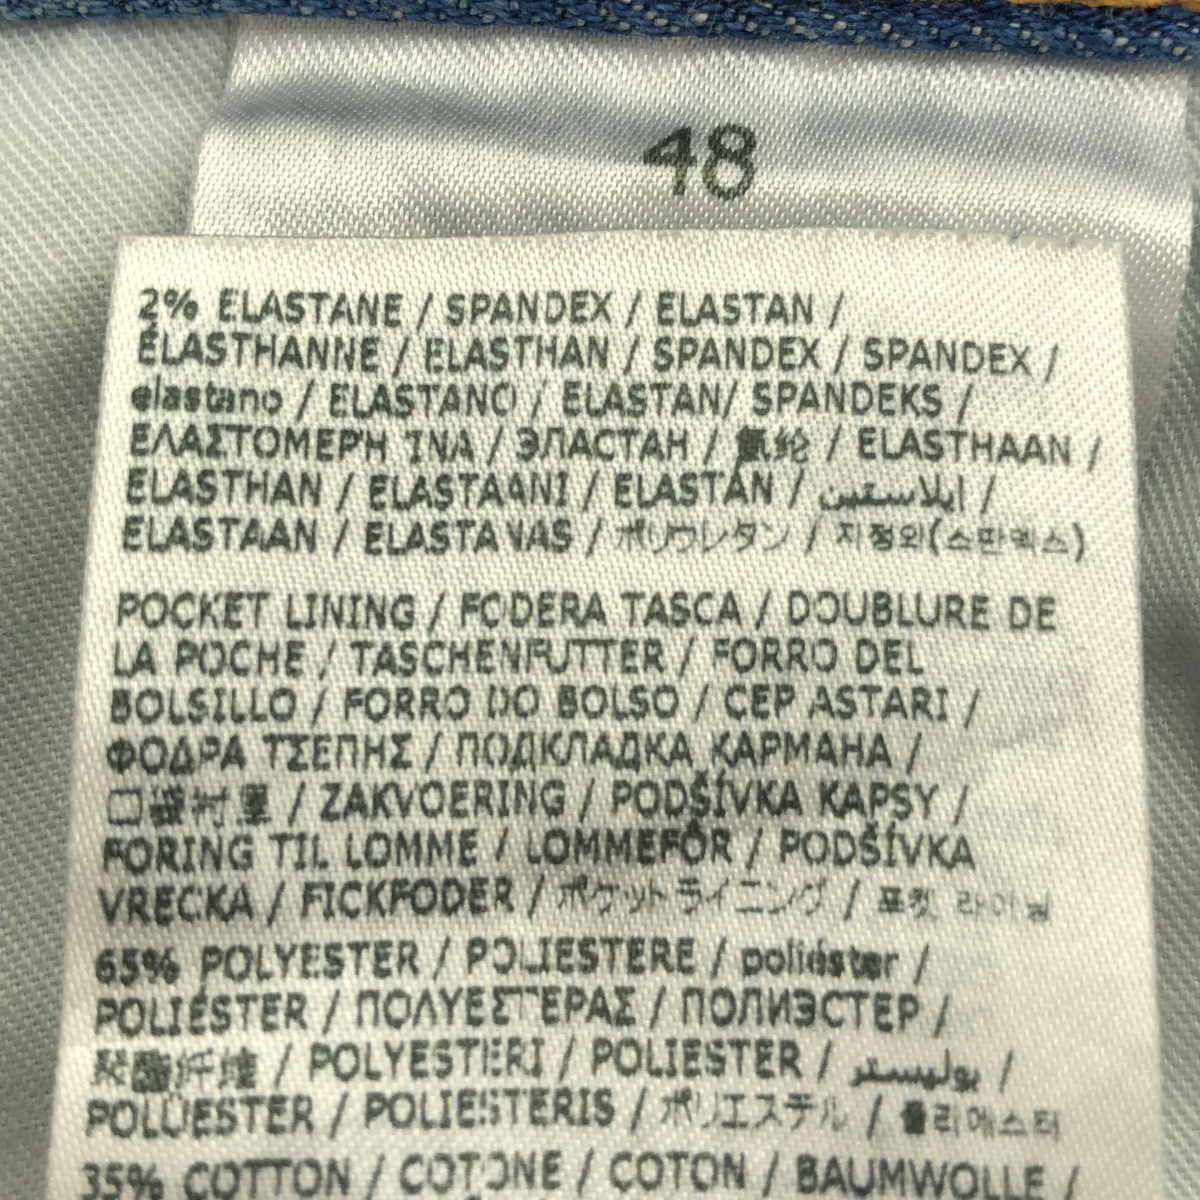 48
2% ELASTANE / SPANDEX / ELASTAN /
ÉLASTHANNE / ELASTHAN / SPANDEX / SPANDEX /
elastano / ELASTANO / ELASTAN/ SPANDEKS /
ΕΛΑΣΤΟΜΕΡΗ ΊΝΑ / ЭЛАСТАН / 氨纶 / ELASTHAAN /
ELASTHAN / ELASTAANI / ELASTAN / إيلاستين /
ELASTAAN / ELASTANAS / ポリウレタン / 지정외(스판덱스)
POCKET LINING / FODERA TASCA / DOUBLURE DE
LA POCHE / TASCHENFUTTER / FORRO DEL
BOLSILLO / FORRO DO BOLSO / CEP ASTARI /
ΦΟΔΡΑ ΤΣΕΠΗΣ / ПОДКЛАДКА КАРМАНА /
口袋衬里 / ZAKVOERING / PODŠÍVKA KAPSY /
FORING TIL LOMME / LOMMEFÔR / PODŠÍVKA
VRECKA / FICKFODER / ポケットライニング / 포켓 라이닝
65% POLYESTER / POLIESTERE / poliéster /
POLIÉSTER / ΠΟΛΥΕΣΤΕΡΑΣ / ПОЛИЭСТЕР /
聚酯纤维 / POLYESTERI / POLIESTER / بوليستر /
POLÜESTER / POLIESTERIS / ポリエステル / 폴리에스터
35% COTTON / COTONE / COTON / BAUMWOLLE /